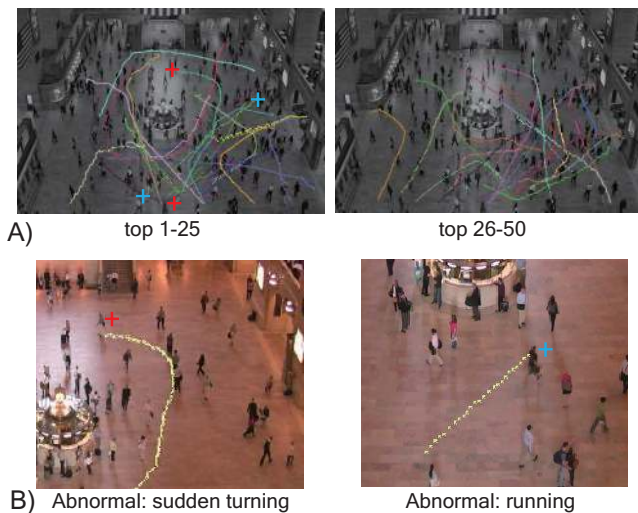 A)
top 1-25
top 26-50
B) Abnormal: sudden turning
Abnormal: running